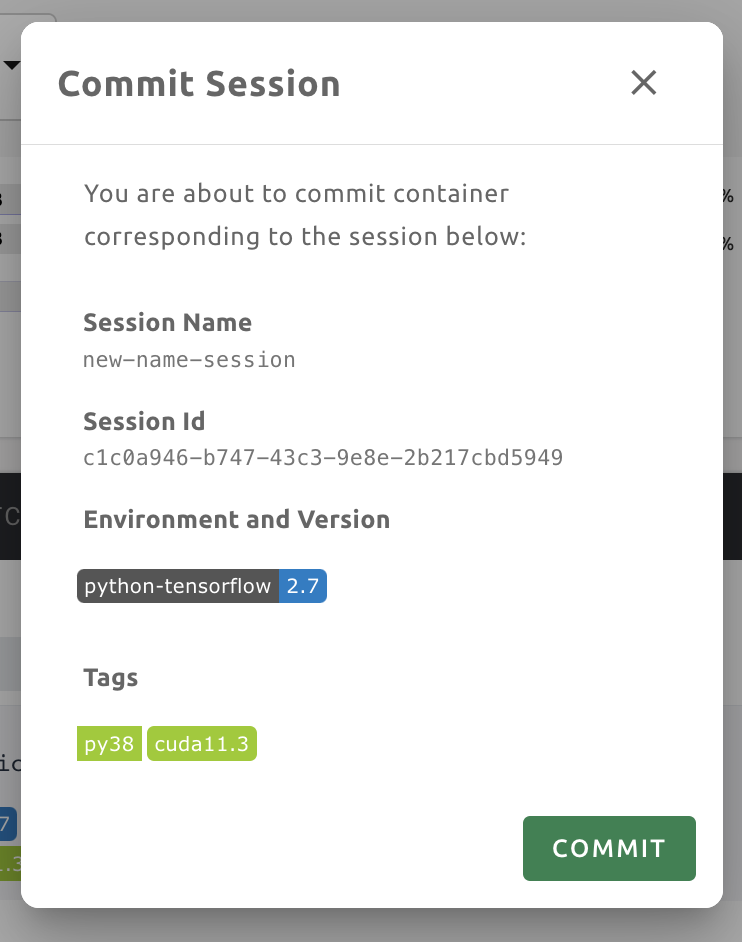 Commit Session
You are about to commit container
corresponding to the session below:
Session Name
new-name-session
Session Id
c1c0a946-b747-43c3-9e8e-2b217cbd5949
Environment and Version
python-tensorflow 2.7
Tags
py38 cuda11.3
COMMIT